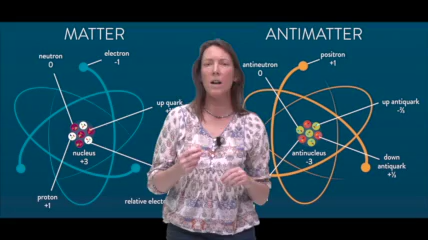 MATTER
neutron
0
electron
-1
up quark
nucleus
+3
proton
+1
relative
ANTIMATTER
antineutron
0
positron
+1
up antiquark
-⅔
antinucleus
-3
down
antiquark
+⅓